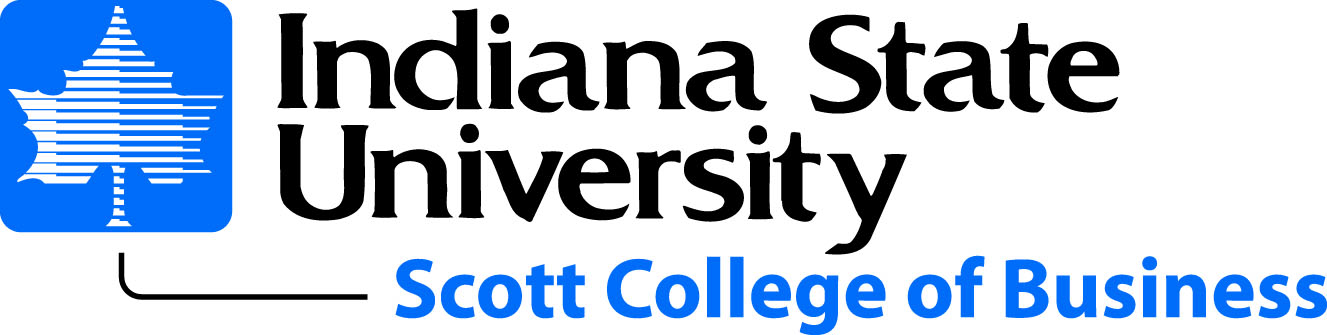 Indiana State
University
Scott College of Business